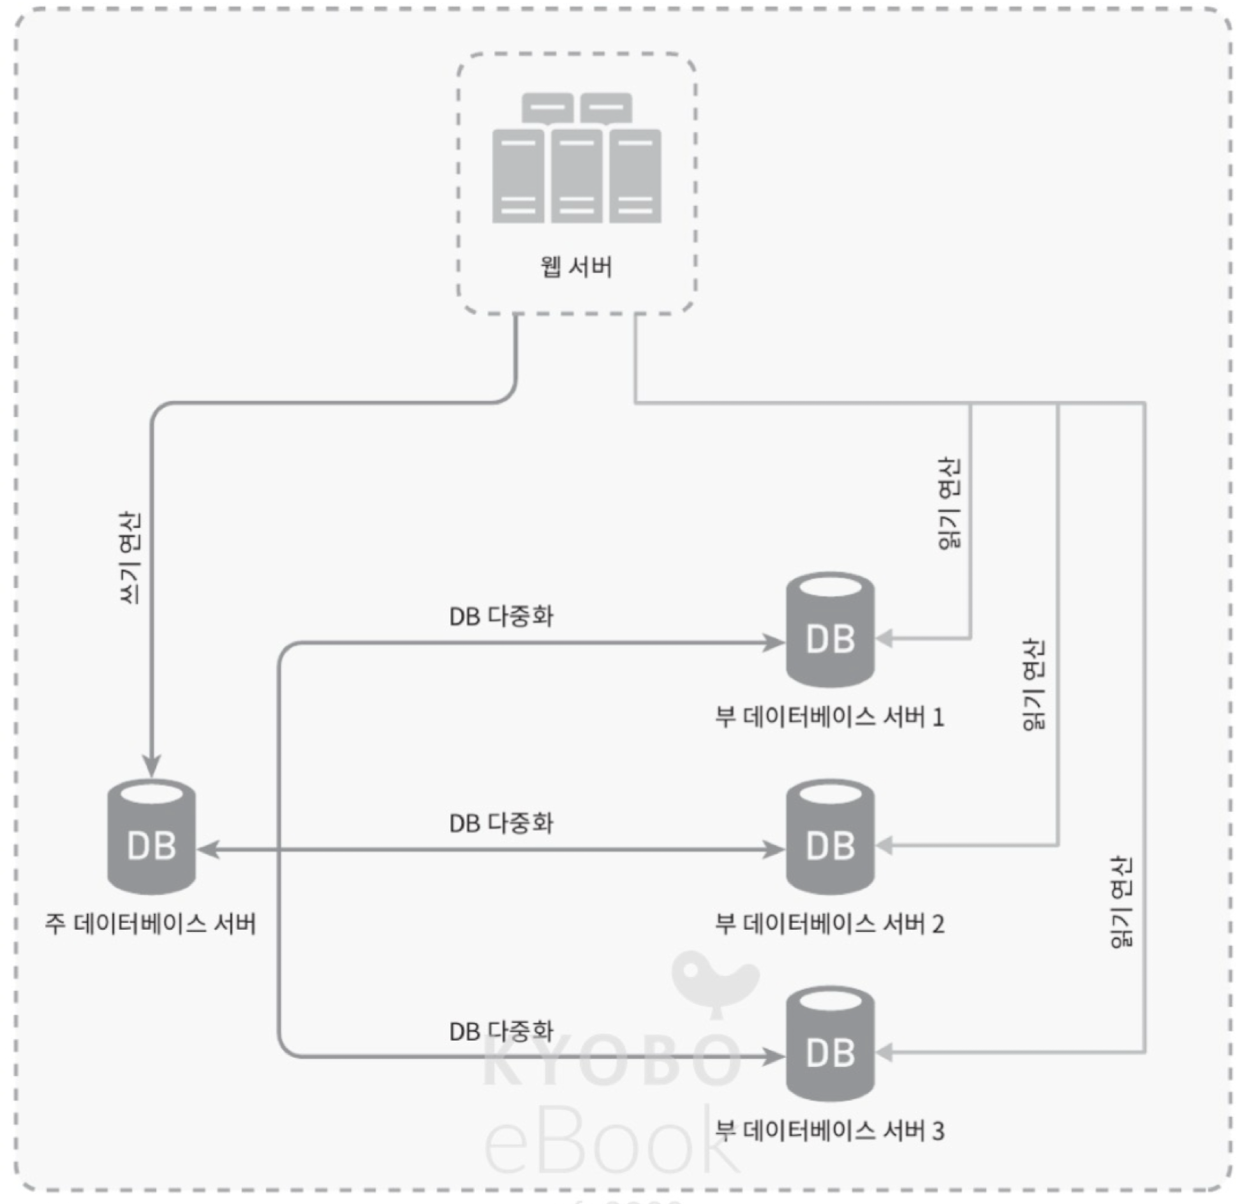 웹 서버
쓰기 연산
읽기 연산
DB 다중화
DB
부 데이터베이스 서버 1
읽기 연산
DB
DB 다중화
DB
주 데이터베이스 서버
부 데이터베이스 서버 2
읽기 연산
DB 다중화
DB
KYOBO
eBook
부 데이터베이스 서버 3